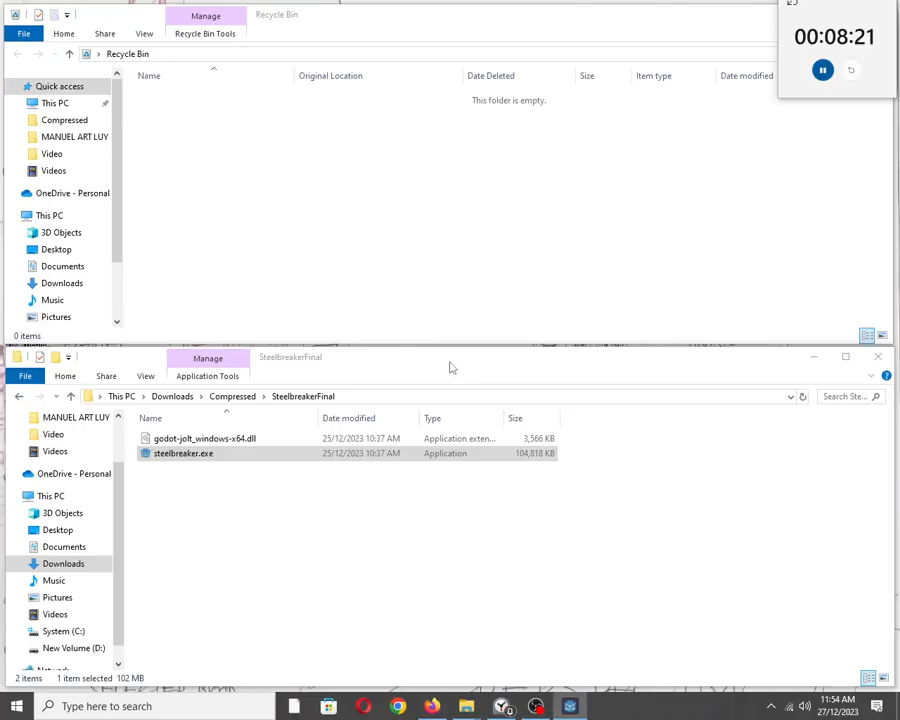 Manage
Recycle Bin
00:08:21
File
Home
Share
View
Recycle Bin Tools
Recycle Bin
Name
Original Location
Date Deleted
Size
Item type
Date modified
This folder is empty.
Quick access
This PC
Compressed
MANUEL ART LUY
Video
Videos
OneDrive - Personal
This PC
3D Objects
Desktop
Documents
Downloads
Music
Pictures
0 items
Manage
SteelbreakerFinal
File
Home
Share
View
Application Tools
This PC > Downloads > Compressed > SteelbreakerFinal
Search Ste...
Name
Date modified
Type
Size
godot-jolt_windows-x64.dll 25/12/2023 10:37 AM Application exten... 3,566 KB
steelbreaker.exe 25/12/2023 10:37 AM Application 104,818 KB
MANUEL ART LUY
Video
Videos
OneDrive - Personal
This PC
3D Objects
Desktop
Documents
Downloads
Music
Pictures
Videos
System (C:)
New Volume (D:)
2 items 1 item selected 102 MB
Type here to search
11:54 AM
27/12/2023